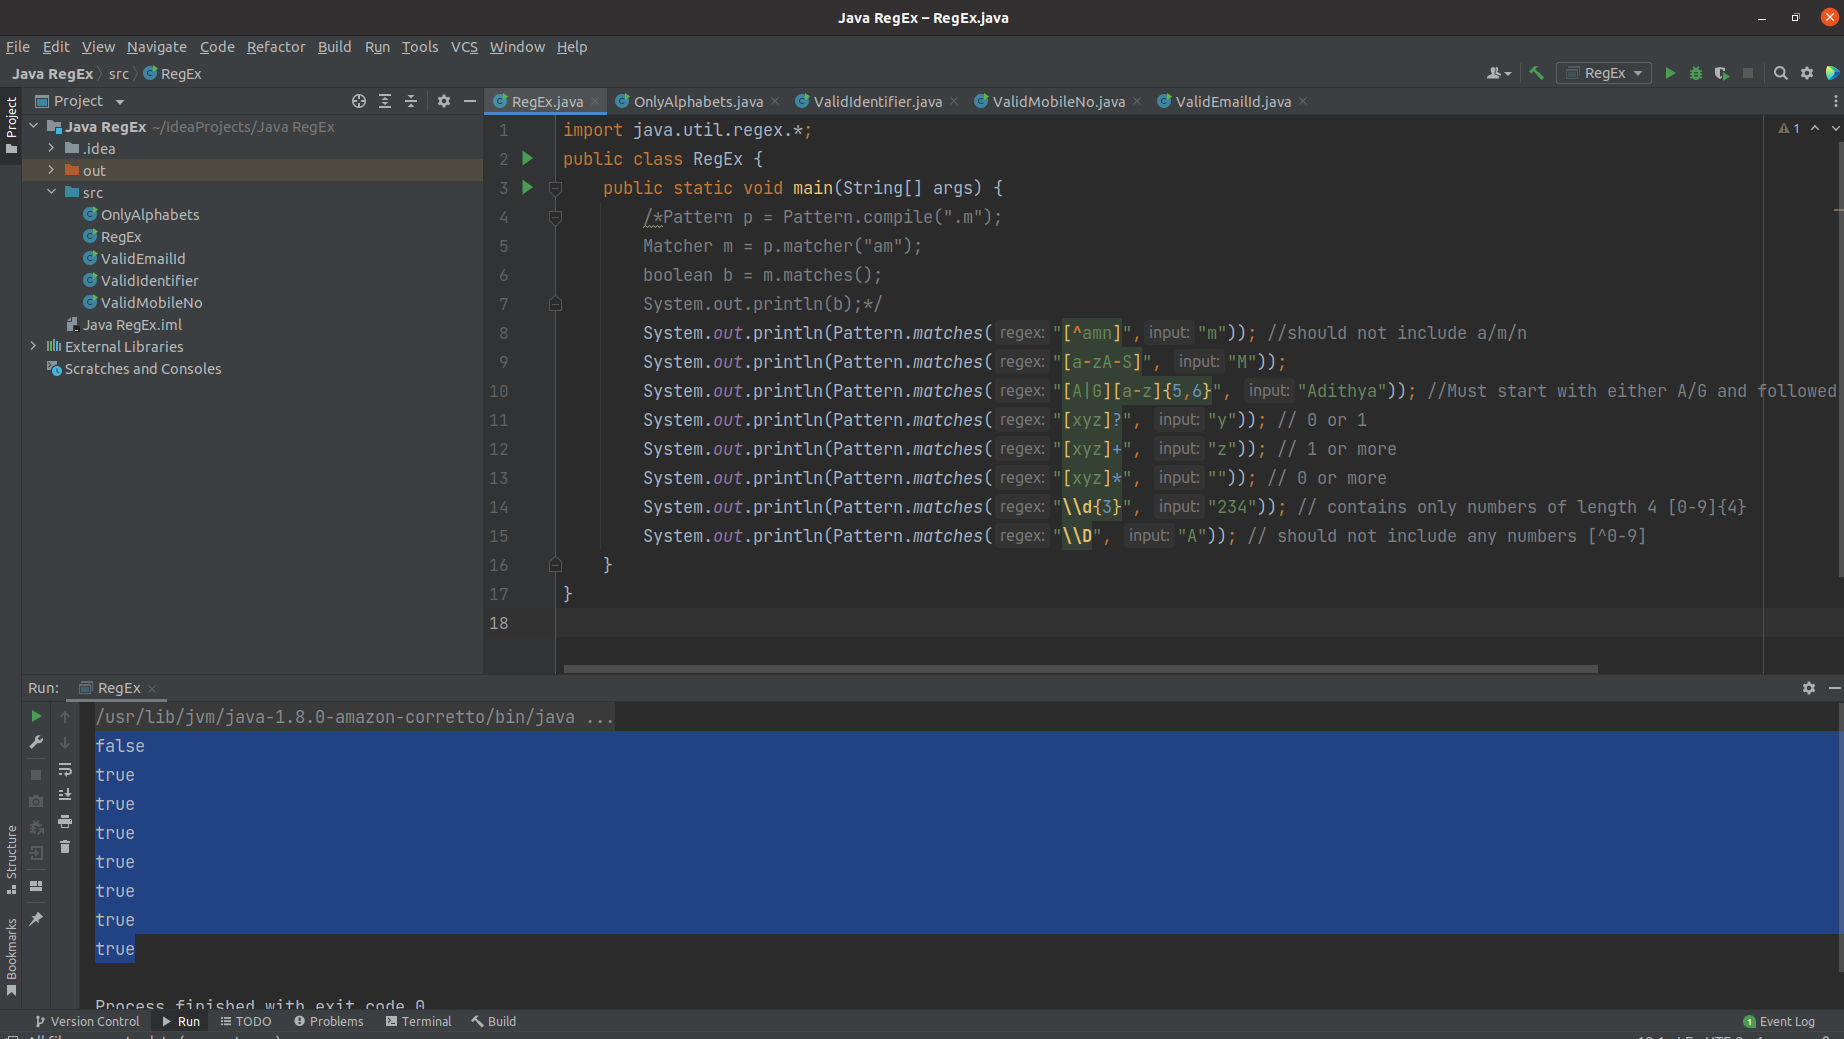 Java RegEx – RegEx.java
File Edit View Navigate Code Refactor Build Run Tools VCS Window Help
Java RegEx src RegEx
RegEx
Project
Project
RegEx.java OnlyAlphabets.java ValidIdentifier.java ValidMobileNo.java ValidEmailId.java
Java RegEx ~/IdeaProjects/Java RegEx
.idea
out
src
OnlyAlphabets
RegEx
ValidEmailId
ValidIdentifier
ValidMobileNo
Java RegEx.iml
External Libraries
Scratches and Consoles
1
1 import java.util.regex.*;
2 public class RegEx {
3 public static void main(String[] args) {
4 /*Pattern p = Pattern.compile(".m");
5 Matcher m = p.matcher("am");
6 boolean b = m.matches();
7 System.out.println(b);*/
8 System.out.println(Pattern.matches( regex: "[^amn]", input: "m")); //should not include a/m/n
9 System.out.println(Pattern.matches( regex: "[a-zA-S]", input: "M"));
10 System.out.println(Pattern.matches( regex: "[A|G][a-z]{5,6}", input: "Adithya")); //Must start with either A/G and followed
11 System.out.println(Pattern.matches( regex: "[xyz]?", input: "y")); // 0 or 1
12 System.out.println(Pattern.matches( regex: "[xyz]+", input: "z")); // 1 or more
13 System.out.println(Pattern.matches( regex: "[xyz]*", input: "")); // 0 or more
14 System.out.println(Pattern.matches( regex: "\\d{3}", input: "234")); // contains only numbers of length 4 [0-9]{4}
15 System.out.println(Pattern.matches( regex: "\\D", input: "A")); // should not include any numbers [^0-9]
16 }
17 }
18
Run: RegEx
/usr/lib/jvm/java-1.8.0-amazon-corretto/bin/java ...
false
true
true
true
true
true
true
true
Process finished with exit code 0
Structure
Bookmarks
Version Control Run TODO Problems Terminal Build
1 Event Log